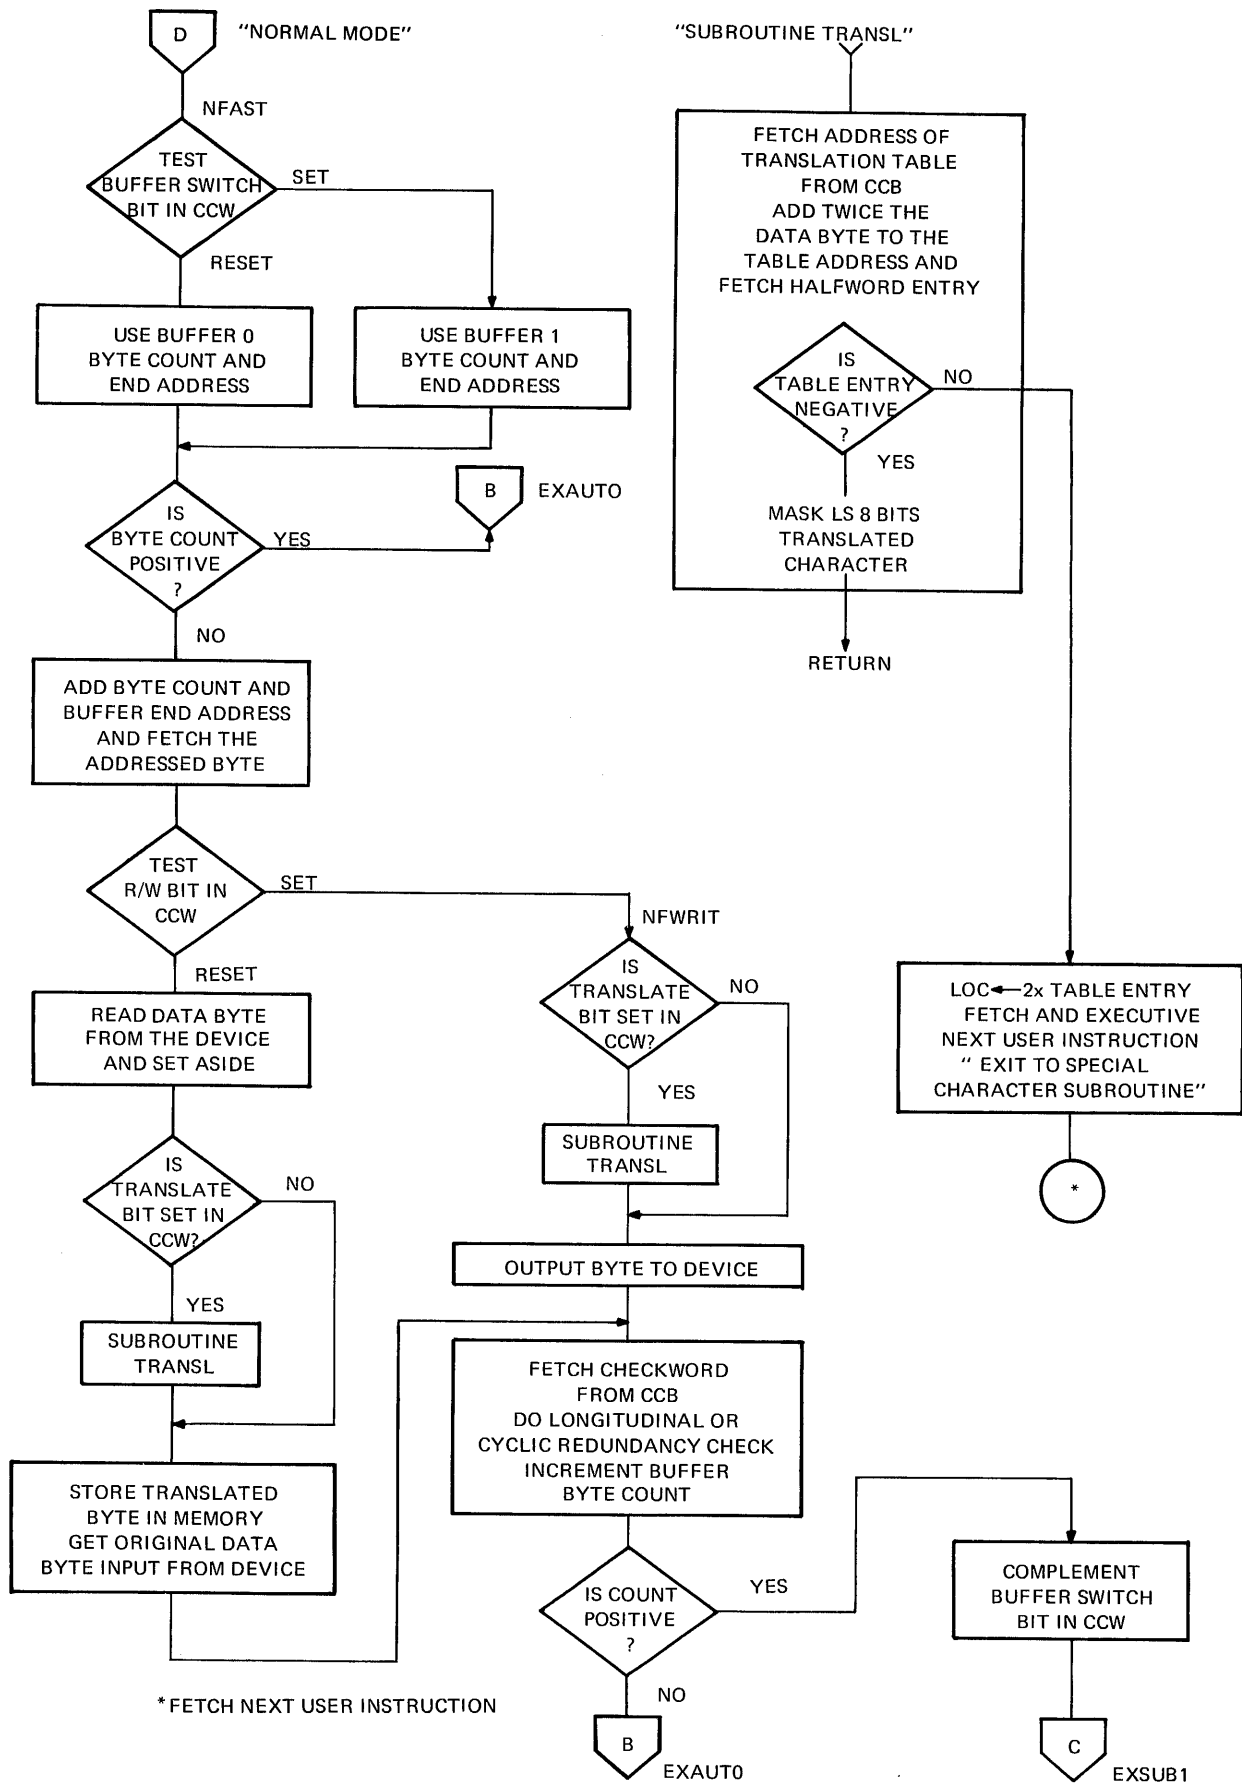 D
"NORMAL MODE"
NFAST
TEST
BUFFER SWITCH
BIT IN CCW
SET
RESET
USE BUFFER 0
BYTE COUNT AND
END ADDRESS
USE BUFFER 1
BYTE COUNT AND
END ADDRESS
B
EXAUTO
IS
BYTE COUNT
POSITIVE
?
YES
NO
ADD BYTE COUNT AND
BUFFER END ADDRESS
AND FETCH THE
ADDRESSED BYTE
TEST
R/W BIT IN
CCW
SET
RESET
READ DATA BYTE
FROM THE DEVICE
AND SET ASIDE
IS
TRANSLATE
BIT SET IN
CCW?
NO
YES
SUBROUTINE
TRANSL
STORE TRANSLATED
BYTE IN MEMORY
GET ORIGINAL DATA
BYTE INPUT FROM DEVICE
NFWRIT
IS
TRANSLATE
BIT SET IN
CCW?
NO
YES
SUBROUTINE
TRANSL
OUTPUT BYTE TO DEVICE
FETCH CHECKWORD
FROM CCB
DO LONGITUDINAL OR
CYCLIC REDUNDANCY CHECK
INCREMENT BUFFER
BYTE COUNT
IS COUNT
POSITIVE
?
YES
NO
B
EXAUT0
COMPLEMENT
BUFFER SWITCH
BIT IN CCW
C
EXSUB1
"SUBROUTINE TRANSL"
FETCH ADDRESS OF
TRANSLATION TABLE
FROM CCB
ADD TWICE THE
DATA BYTE TO THE
TABLE ADDRESS AND
FETCH HALFWORD ENTRY
IS
TABLE ENTRY
NEGATIVE
?
NO
YES
MASK LS 8 BITS
TRANSLATED
CHARACTER
RETURN
LOC←2x TABLE ENTRY
FETCH AND EXECUTIVE
NEXT USER INSTRUCTION
" EXIT TO SPECIAL
CHARACTER SUBROUTINE"
*
*FETCH NEXT USER INSTRUCTION